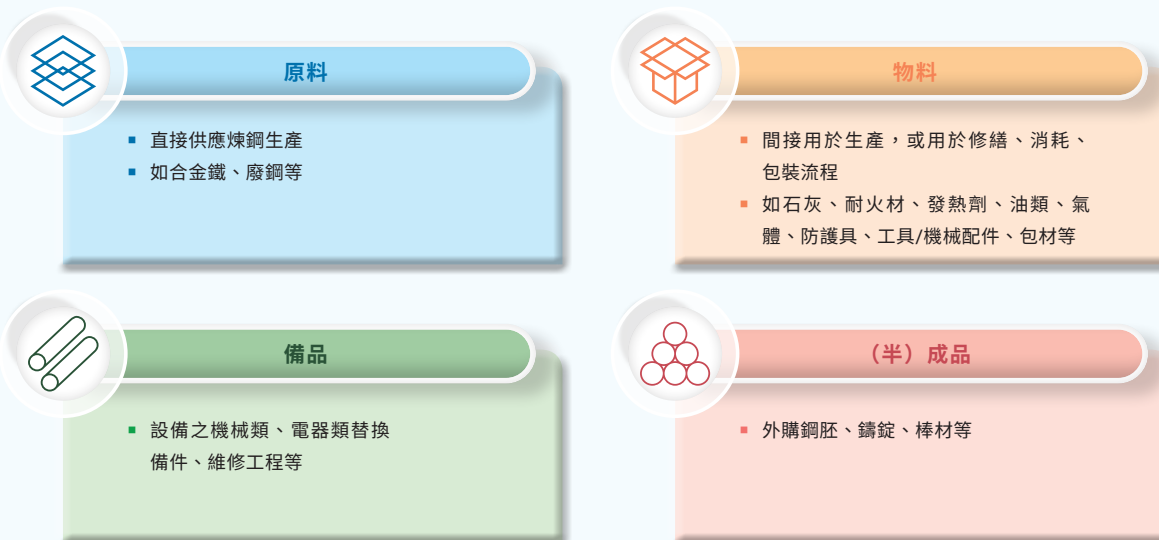 原料
直接供應煉鋼生產
如合金鐵、廢鋼等
物料
間接用於生產，或用於修繕、消耗、
包裝流程
如石灰、耐火材、發熱劑、油類、氣
體、防護具、工具/機械配件、包材等
備品
設備之機械類、電器類替換
備件、維修工程等
（半）成品
外購鋼胚、鑄錠、棒材等